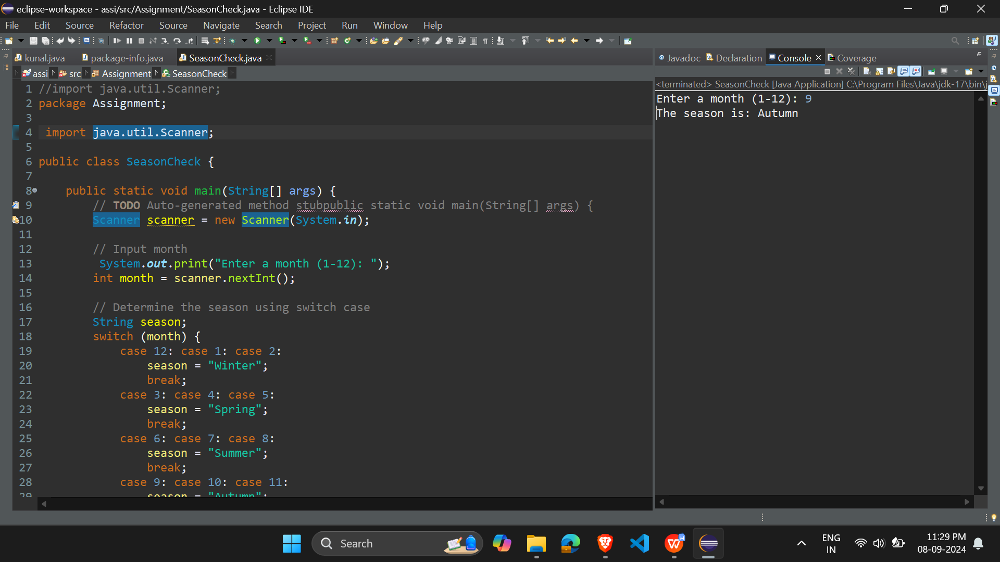 eclipse-workspace - assi/src/Assignment/SeasonCheck.java - Eclipse IDE
File Edit Source Refactor Source Navigate Search Project Run Window Help
kunal.java package-info.java SeasonCheck.java
assi src Assignment SeasonCheck
1 //import java.util.Scanner;
2 package Assignment;
3
4 import java.util.Scanner;
5
6 public class SeasonCheck {
7
8 public static void main(String[] args) {
9 // TODO Auto-generated method stubpublic static void main(String[] args) {
10 Scanner scanner = new Scanner(System.in);
11
12 // Input month
13 System.out.print("Enter a month (1-12): ");
14 int month = scanner.nextInt();
15
16 // Determine the season using switch case
17 String season;
18 switch (month) {
19 case 12: case 1: case 2:
20 season = "Winter";
21 break;
22 case 3: case 4: case 5:
23 season = "Spring";
24 break;
25 case 6: case 7: case 8:
26 season = "Summer";
27 break;
28 case 9: case 10: case 11:
29 season = "Autumn";
Javadoc Declaration Console Coverage
<terminated> SeasonCheck [Java Application] C:\Program Files\Java\jdk-17\bin\j
Enter a month (1-12): 9
The season is: Autumn
Search
ENG
IN
11:29 PM
08-09-2024